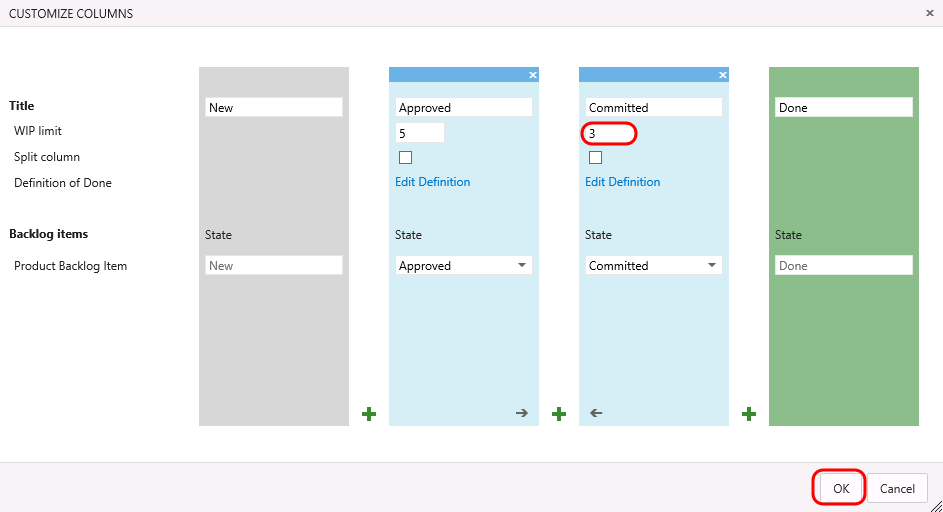 CUSTOMIZE COLUMNS
Title New Approved Committed Done
WIP limit 5 3
Split column
Definition of Done Edit Definition Edit Definition
Backlog items State State State State
Product Backlog Item New Approved Committed Done
OK Cancel